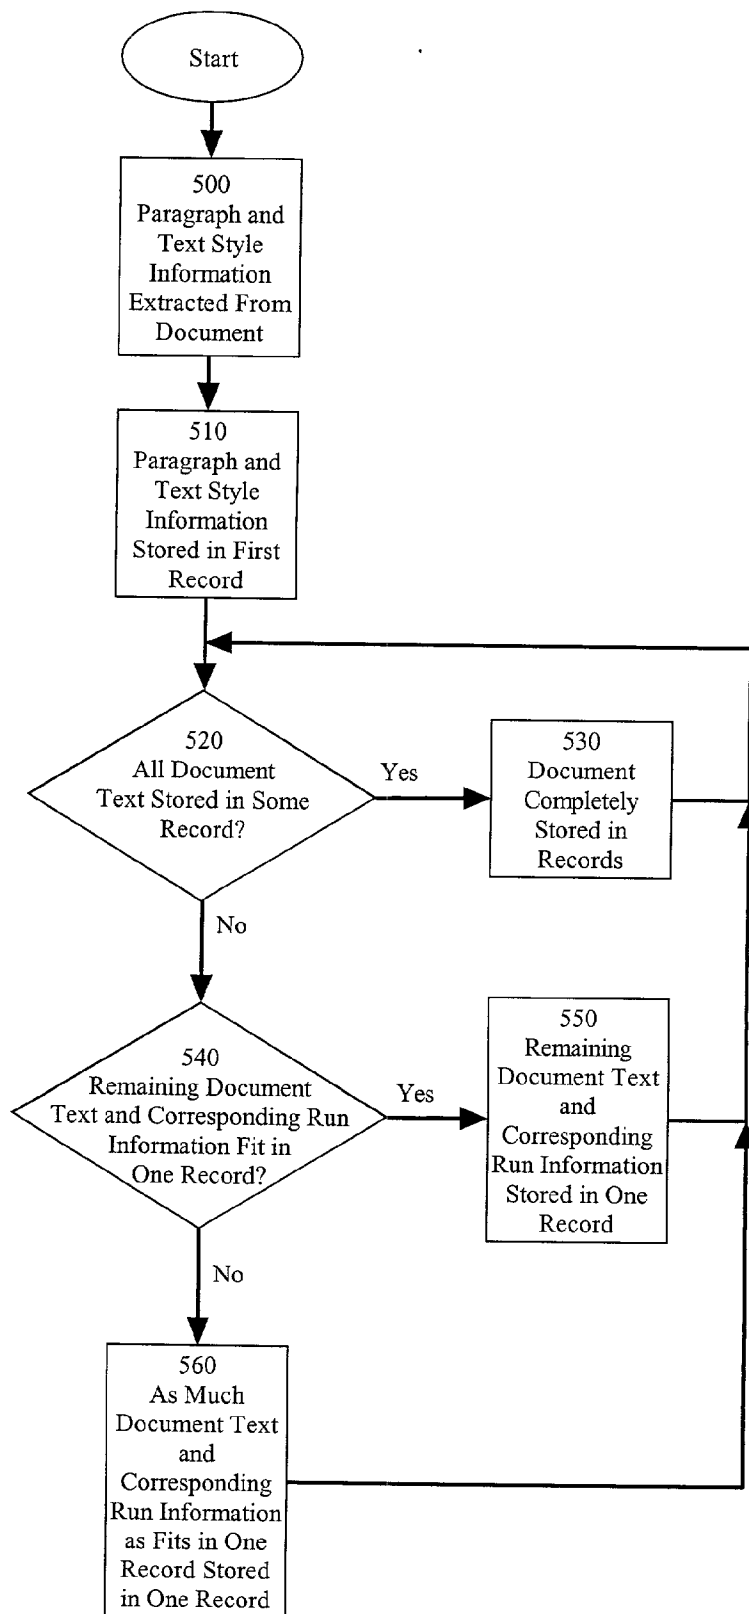 Start
500
Paragraph and
Text Style
Information
Extracted From
Document
510
Paragraph and
Text Style
Information
Stored in First
Record
520
All Document
Text Stored in Some
Record?
Yes
530
Document
Completely
Stored in
Records
No
540
Remaining Document
Text and Corresponding Run
Information Fit in
One Record?
Yes
550
Remaining
Document Text
and
Corresponding
Run Information
Stored in One
Record
No
560
As Much
Document Text
and
Corresponding
Run Information
as Fits in One
Record Stored
in One Record